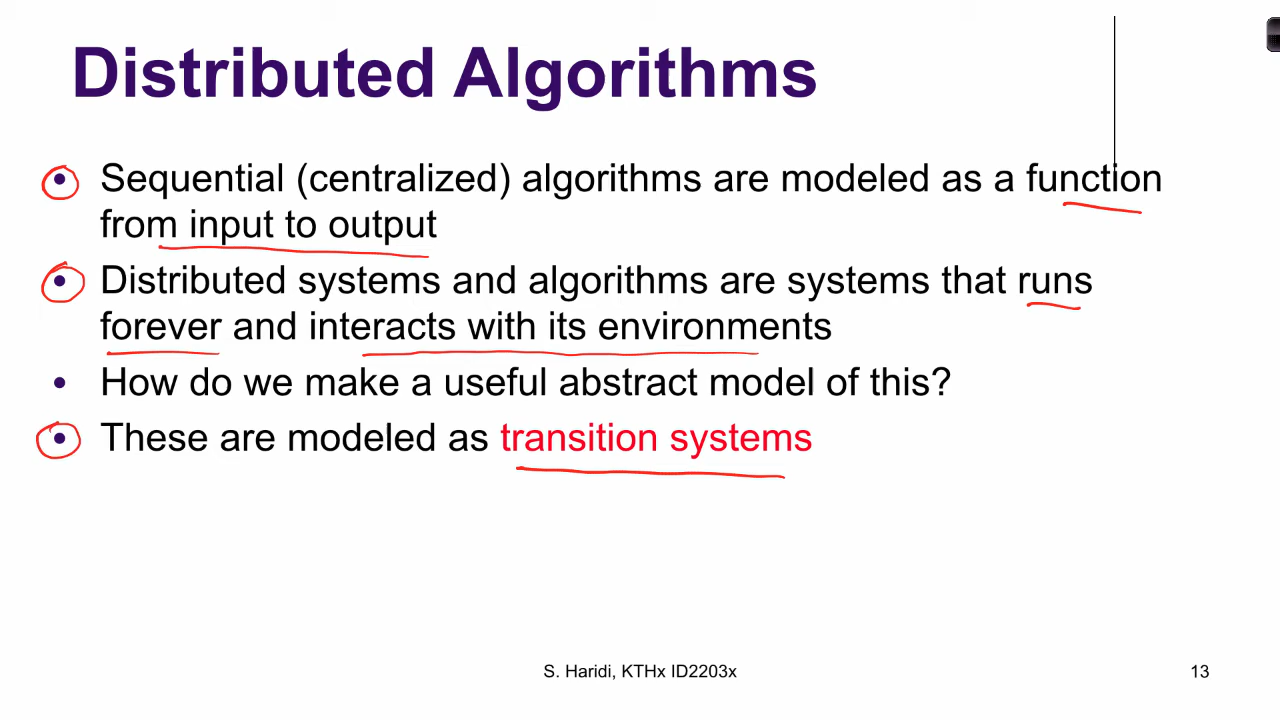 Distributed Algorithms
• Sequential (centralized) algorithms are modeled as a function
from input to output
• Distributed systems and algorithms are systems that runs
forever and interacts with its environments
• How do we make a useful abstract model of this?
• These are modeled as transition systems
S. Haridi, KTHx ID2203x
13